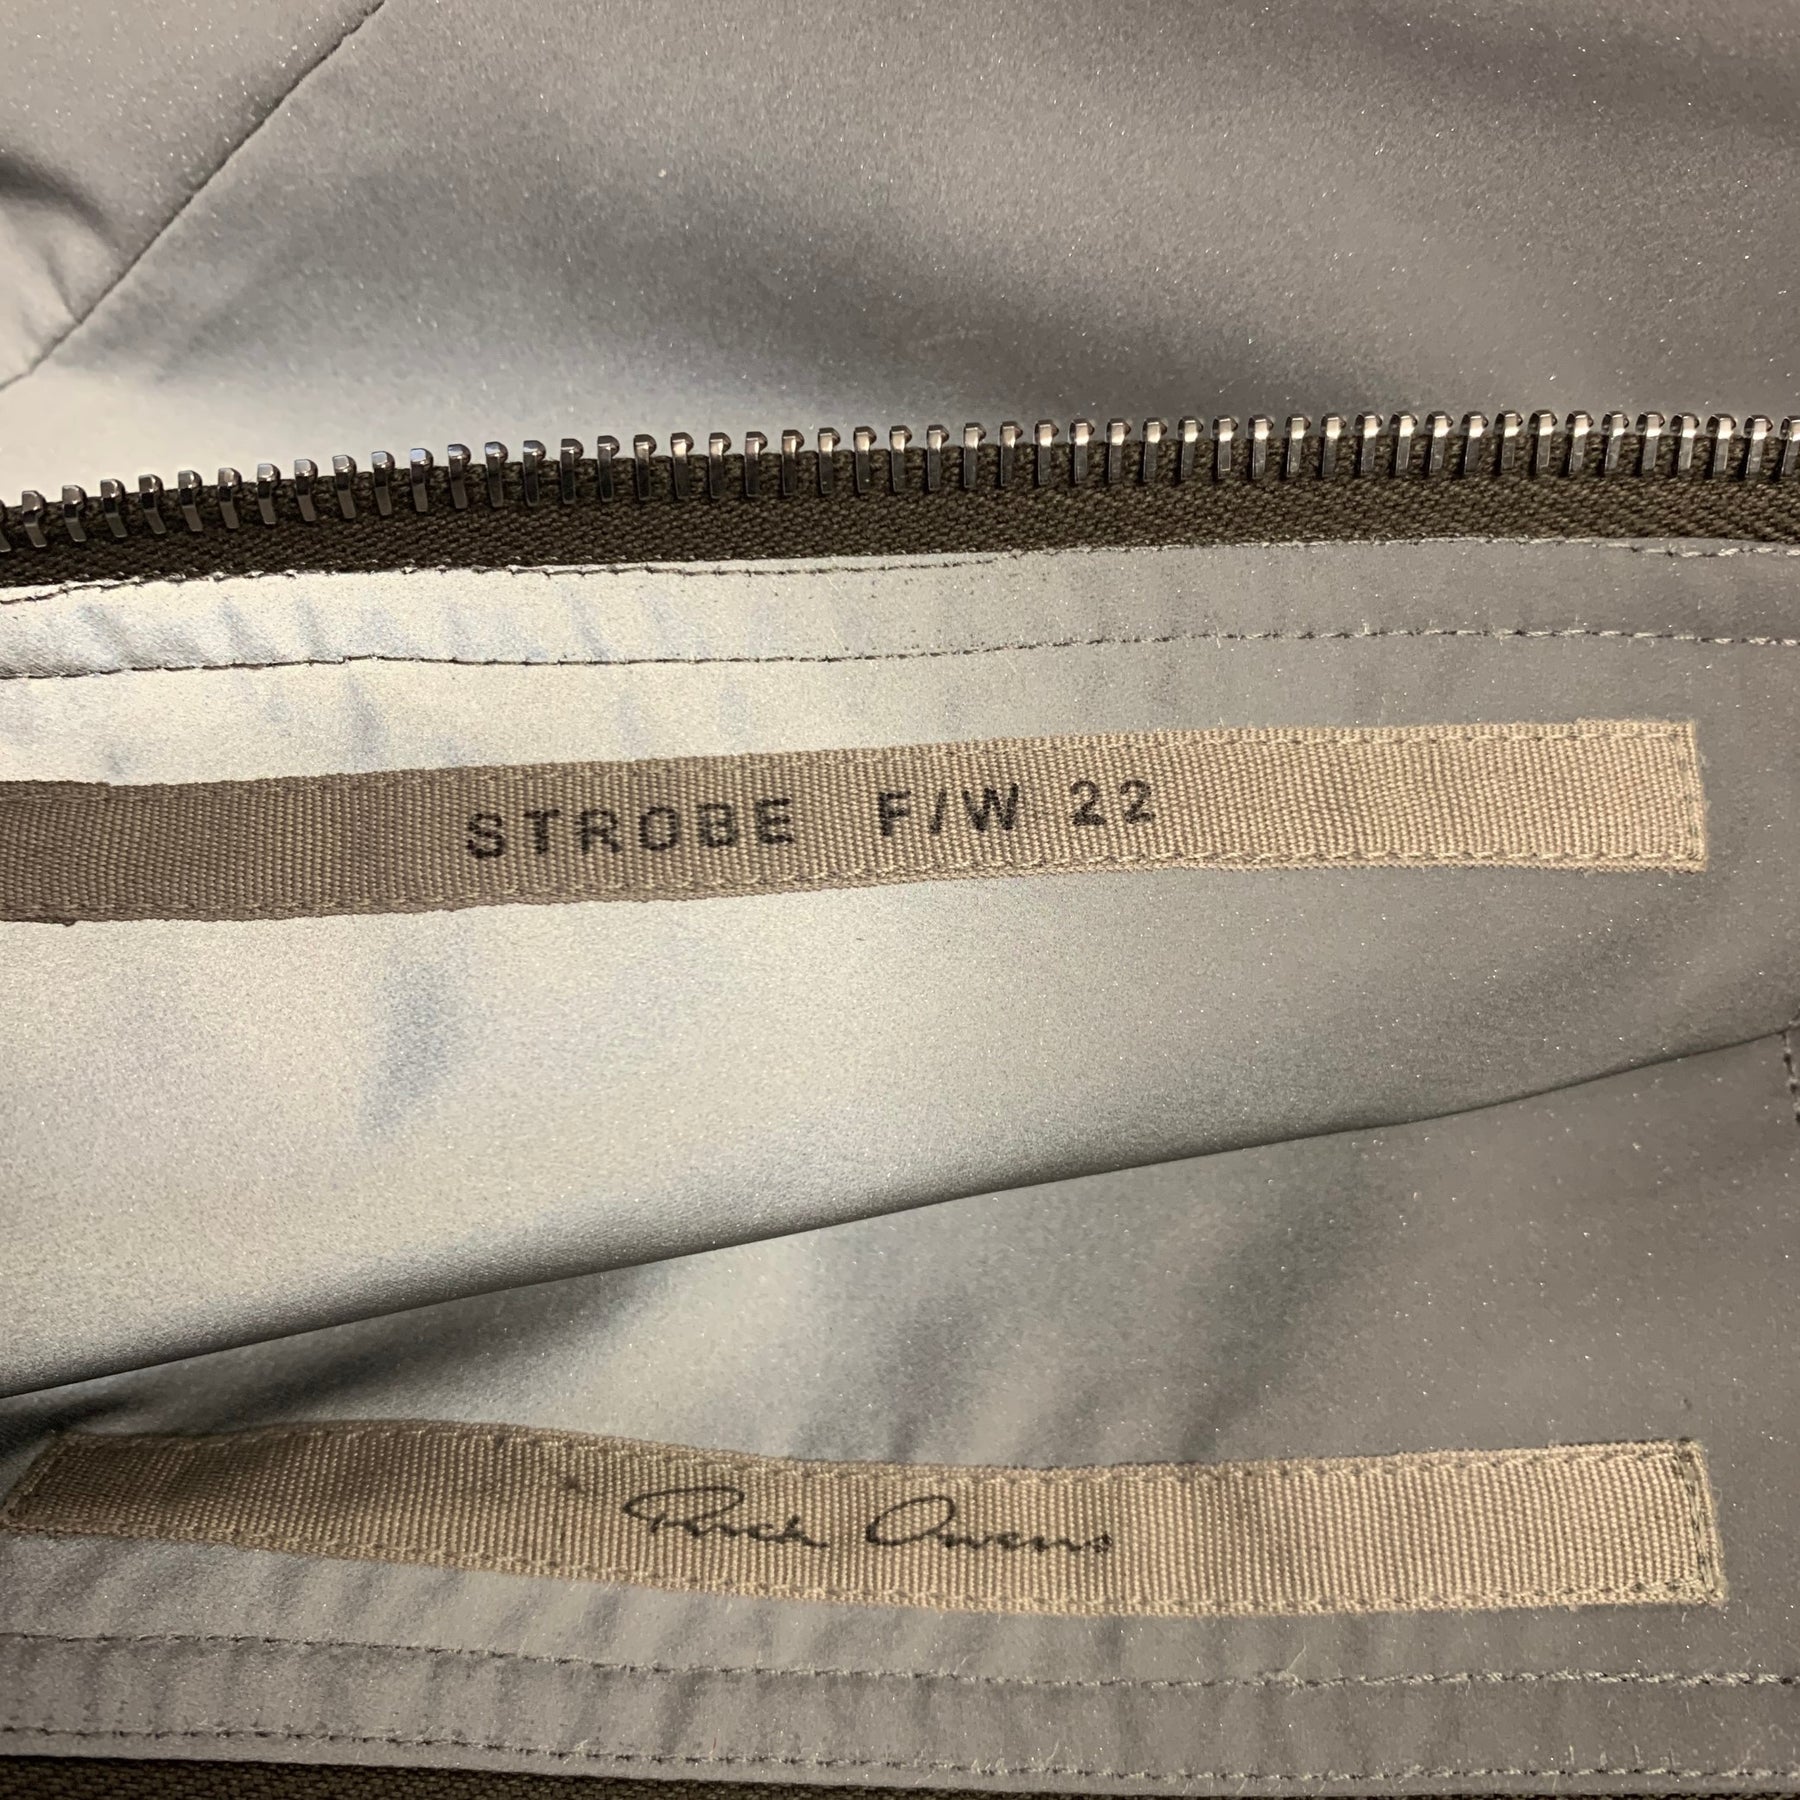 STROBE F/W 22
Rick Owens